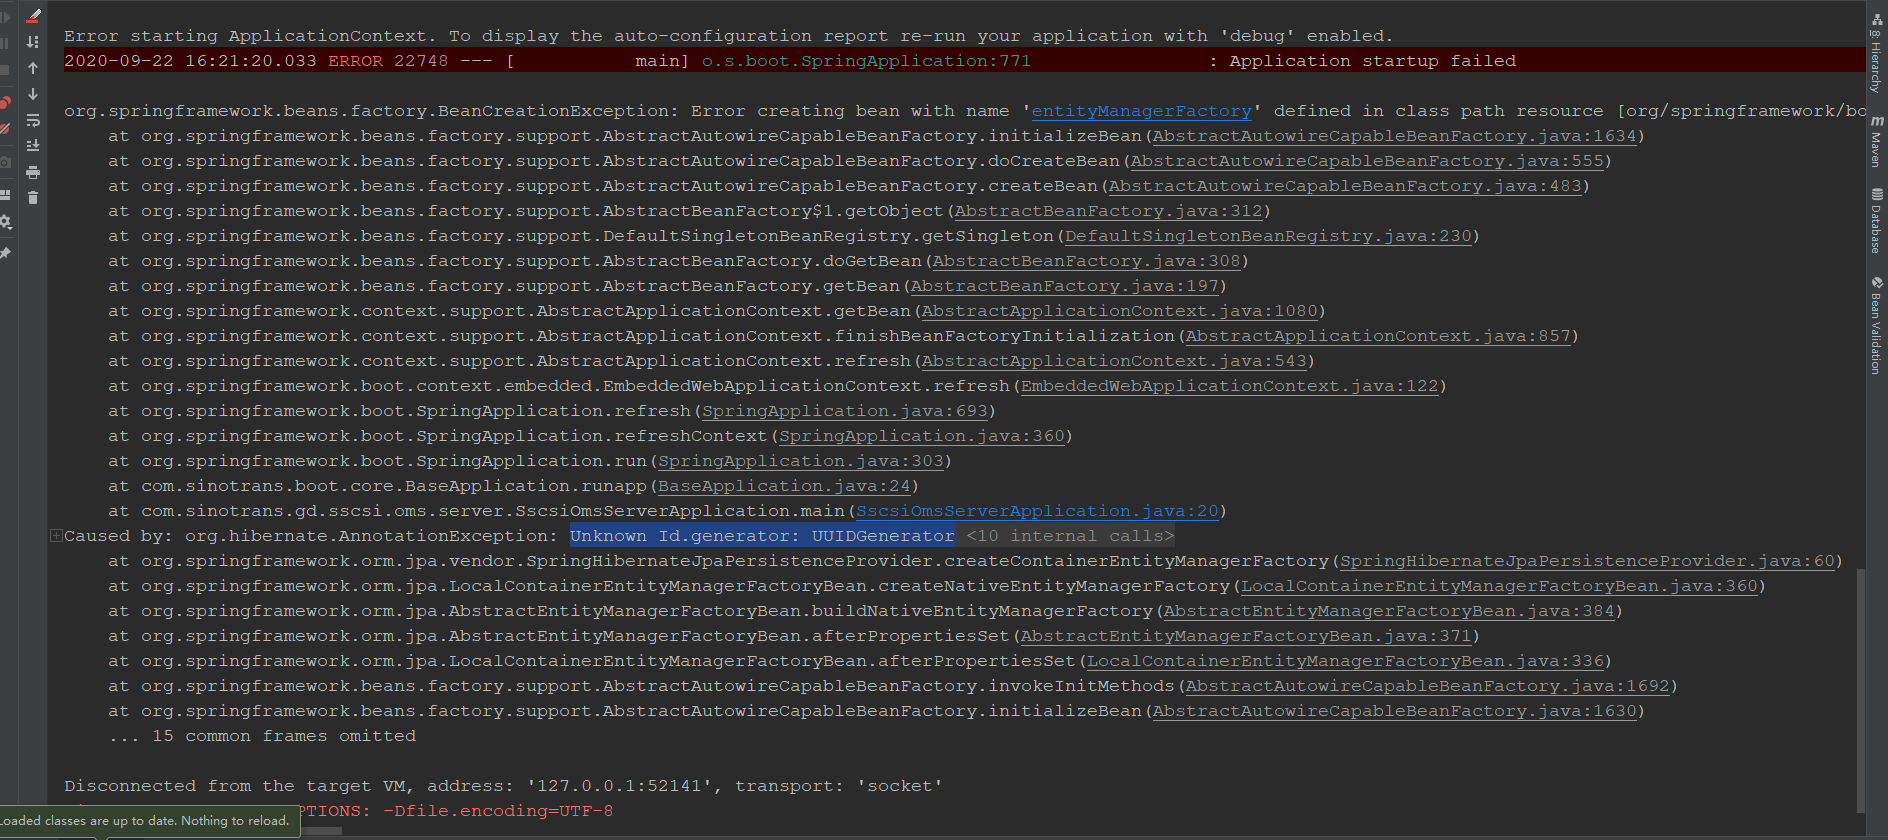 Error starting ApplicationContext. To display the auto-configuration report re-run your application with 'debug' enabled.
2020-09-22 16:21:20.033 ERROR 22748 --- [           main] o.s.boot.SpringApplication:771                : Application startup failed
org.springframework.beans.factory.BeanCreationException: Error creating bean with name 'entityManagerFactory' defined in class path resource [org/springframework/bo
at org.springframework.beans.factory.support.AbstractAutowireCapableBeanFactory.initializeBean(AbstractAutowireCapableBeanFactory.java:1634)
at org.springframework.beans.factory.support.AbstractAutowireCapableBeanFactory.doCreateBean(AbstractAutowireCapableBeanFactory.java:555)
at org.springframework.beans.factory.support.AbstractAutowireCapableBeanFactory.createBean(AbstractAutowireCapableBeanFactory.java:483)
at org.springframework.beans.factory.support.AbstractBeanFactory$1.getObject(AbstractBeanFactory.java:312)
at org.springframework.beans.factory.support.DefaultSingletonBeanRegistry.getSingleton(DefaultSingletonBeanRegistry.java:230)
at org.springframework.beans.factory.support.AbstractBeanFactory.doGetBean(AbstractBeanFactory.java:308)
at org.springframework.beans.factory.support.AbstractBeanFactory.getBean(AbstractBeanFactory.java:197)
at org.springframework.context.support.AbstractApplicationContext.getBean(AbstractApplicationContext.java:1080)
at org.springframework.context.support.AbstractApplicationContext.finishBeanFactoryInitialization(AbstractApplicationContext.java:857)
at org.springframework.context.support.AbstractApplicationContext.refresh(AbstractApplicationContext.java:543)
at org.springframework.boot.context.embedded.EmbeddedWebApplicationContext.refresh(EmbeddedWebApplicationContext.java:122)
at org.springframework.boot.SpringApplication.refresh(SpringApplication.java:693)
at org.springframework.boot.SpringApplication.refreshContext(SpringApplication.java:360)
at org.springframework.boot.SpringApplication.run(SpringApplication.java:303)
at com.sinotrans.boot.core.BaseApplication.runapp(BaseApplication.java:24)
at com.sinotrans.gd.sscsi.oms.server.SscsiOmsServerApplication.main(SscsiOmsServerApplication.java:20)
Caused by: org.hibernate.AnnotationException: Unknown Id.generator: UUIDGenerator <10 internal calls>
at org.springframework.orm.jpa.vendor.SpringHibernateJpaPersistenceProvider.createContainerEntityManagerFactory(SpringHibernateJpaPersistenceProvider.java:60)
at org.springframework.orm.jpa.LocalContainerEntityManagerFactoryBean.createNativeEntityManagerFactory(LocalContainerEntityManagerFactoryBean.java:360)
at org.springframework.orm.jpa.AbstractEntityManagerFactoryBean.buildNativeEntityManagerFactory(AbstractEntityManagerFactoryBean.java:384)
at org.springframework.orm.jpa.AbstractEntityManagerFactoryBean.afterPropertiesSet(AbstractEntityManagerFactoryBean.java:371)
at org.springframework.orm.jpa.LocalContainerEntityManagerFactoryBean.afterPropertiesSet(LocalContainerEntityManagerFactoryBean.java:336)
at org.springframework.beans.factory.support.AbstractAutowireCapableBeanFactory.invokeInitMethods(AbstractAutowireCapableBeanFactory.java:1692)
at org.springframework.beans.factory.support.AbstractAutowireCapableBeanFactory.initializeBean(AbstractAutowireCapableBeanFactory.java:1630)
... 15 common frames omitted
Disconnected from the target VM, address: '127.0.0.1:52141', transport: 'socket'
PTIONS: -Dfile.encoding=UTF-8
Loaded classes are up to date. Nothing to reload.
8: Hierarchy
Maven
Database
Bean Validation